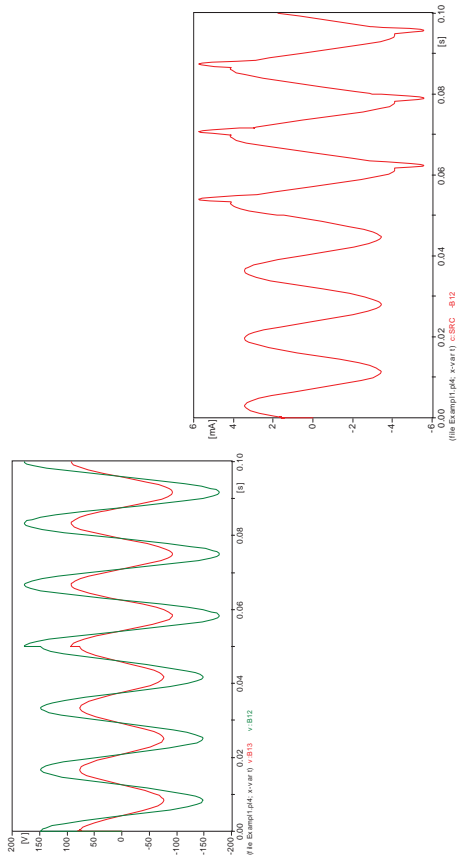 200
[V]
150
100
50
0
-50
-100
-150
-200
0.00 0.02 0.04 0.06 0.08 [s] 0.10
(file Exampl1.pl4; x-var t) v:B13 v:B12
6
[mA]
4
2
0
-2
-4
-6
0.00 0.02 0.04 0.06 0.08 [s] 0.10
(file Exampl1.pl4; x-var t) c:SRC -B12